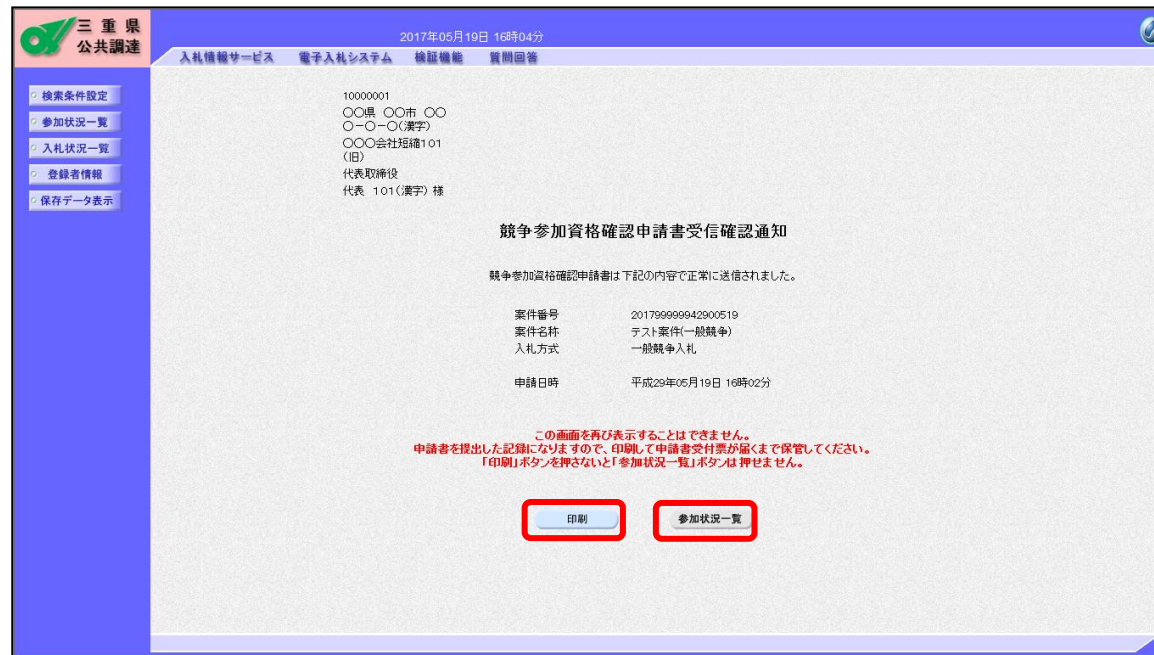 三重県
公共調達
2017年05月19日 16時04分
入札情報サービス 電子入札システム 検証機能 質問回答
検索条件設定
参加状況一覧
入札状況一覧
登録者情報
保存データ表示
10000001
〇〇県 〇〇市 〇〇
〇-〇-〇(漢字)
〇〇〇会社短縮101
(旧)
代表取締役
代表 101(漢字) 様
競争参加資格確認申請書受信確認通知
競争参加資格確認申請書は下記の内容で正常に送信されました。
案件番号 201799999942900519
案件名称 テスト案件(一般競争)
入札方式 一般競争入札
申請日時 平成29年05月19日 16時02分
この画面を再び表示することはできません。
申請書を提出した記録になりますので、印刷して申請書受付票が届くまで保管してください。
「印刷」ボタンを押さないと「参加状況一覧」ボタンは押せません。
印刷 参加状況一覧